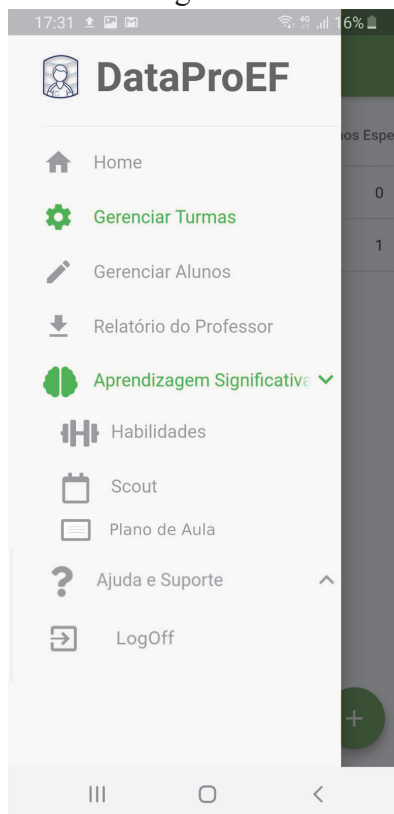 17:31 4G 16%
DataProEF
os Espe
Home
0
Gerenciar Turmas
1
Gerenciar Alunos
Relatório do Professor
Aprendizagem Significativa
Habilidades
Scout
Plano de Aula
? Ajuda e Suporte
LogOff
+